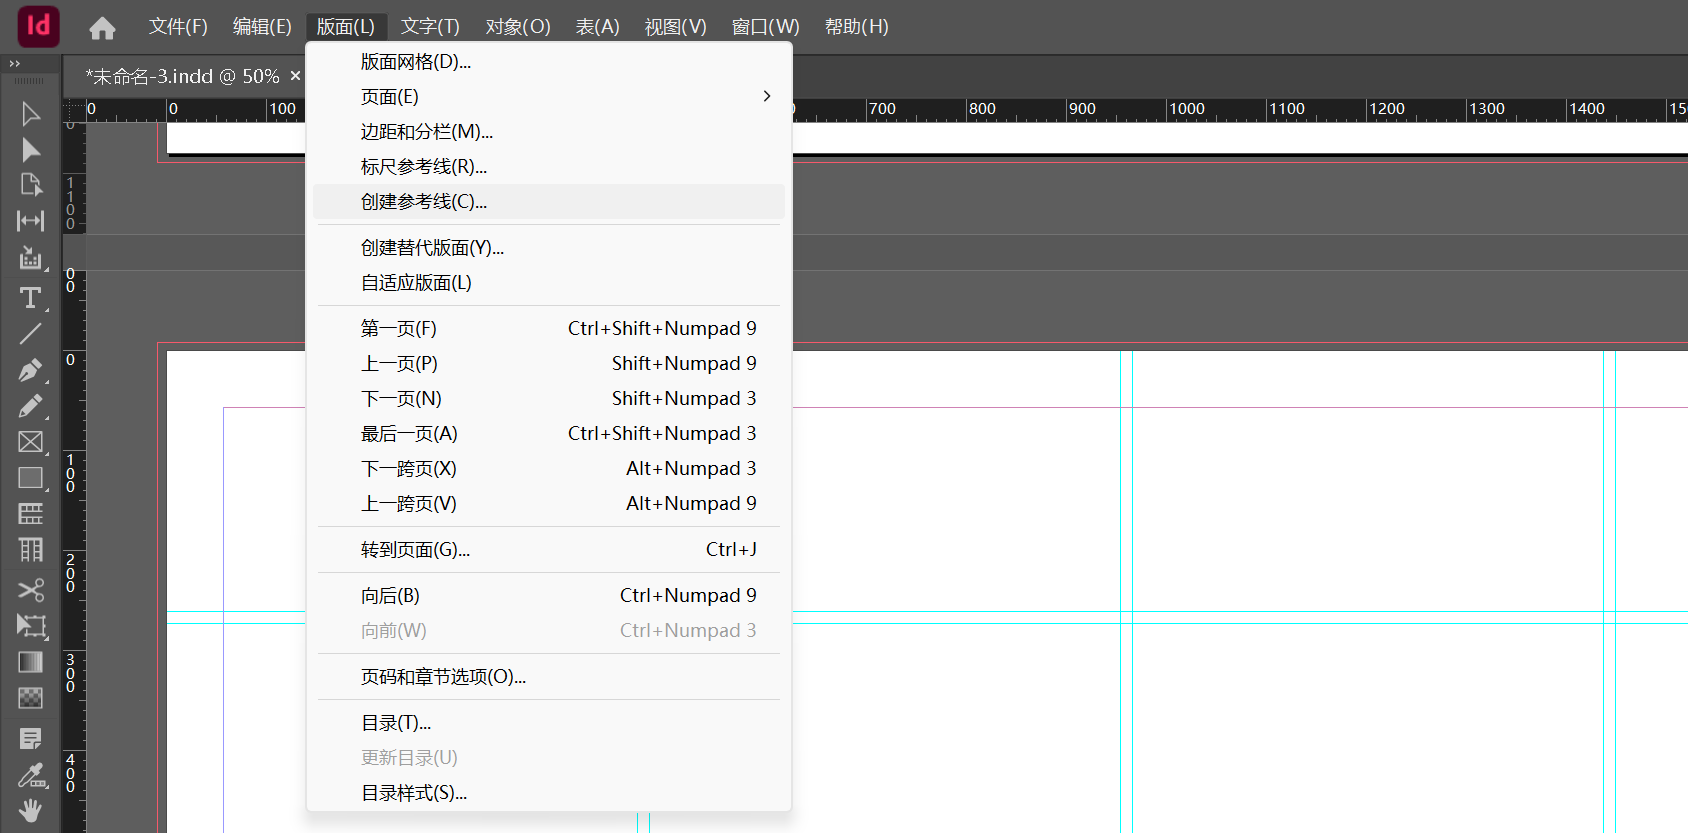 Id 文件(F) 编辑(E) 版面(L) 文字(T) 对象(O) 表(A) 视图(V) 窗口(W) 帮助(H)
*未命名-3.indd @ 50% ×
0 0 100 700 800 900 1000 1100 1200 1300 1400
版面网格(D)...
页面(E)
边距和分栏(M)...
标尺参考线(R)...
创建参考线(C)...
创建替代版面(Y)...
自适应版面(L)
第一页(F) Ctrl+Shift+Numpad 9
上一页(P) Shift+Numpad 9
下一页(N) Shift+Numpad 3
最后一页(A) Ctrl+Shift+Numpad 3
下一跨页(X) Alt+Numpad 3
上一跨页(V) Alt+Numpad 9
转到页面(G)... Ctrl+J
向后(B) Ctrl+Numpad 9
向前(W) Ctrl+Numpad 3
页码和章节选项(O)...
目录(T)...
更新目录(U)
目录样式(S)...
1100
0
0
0
100
200
300
400